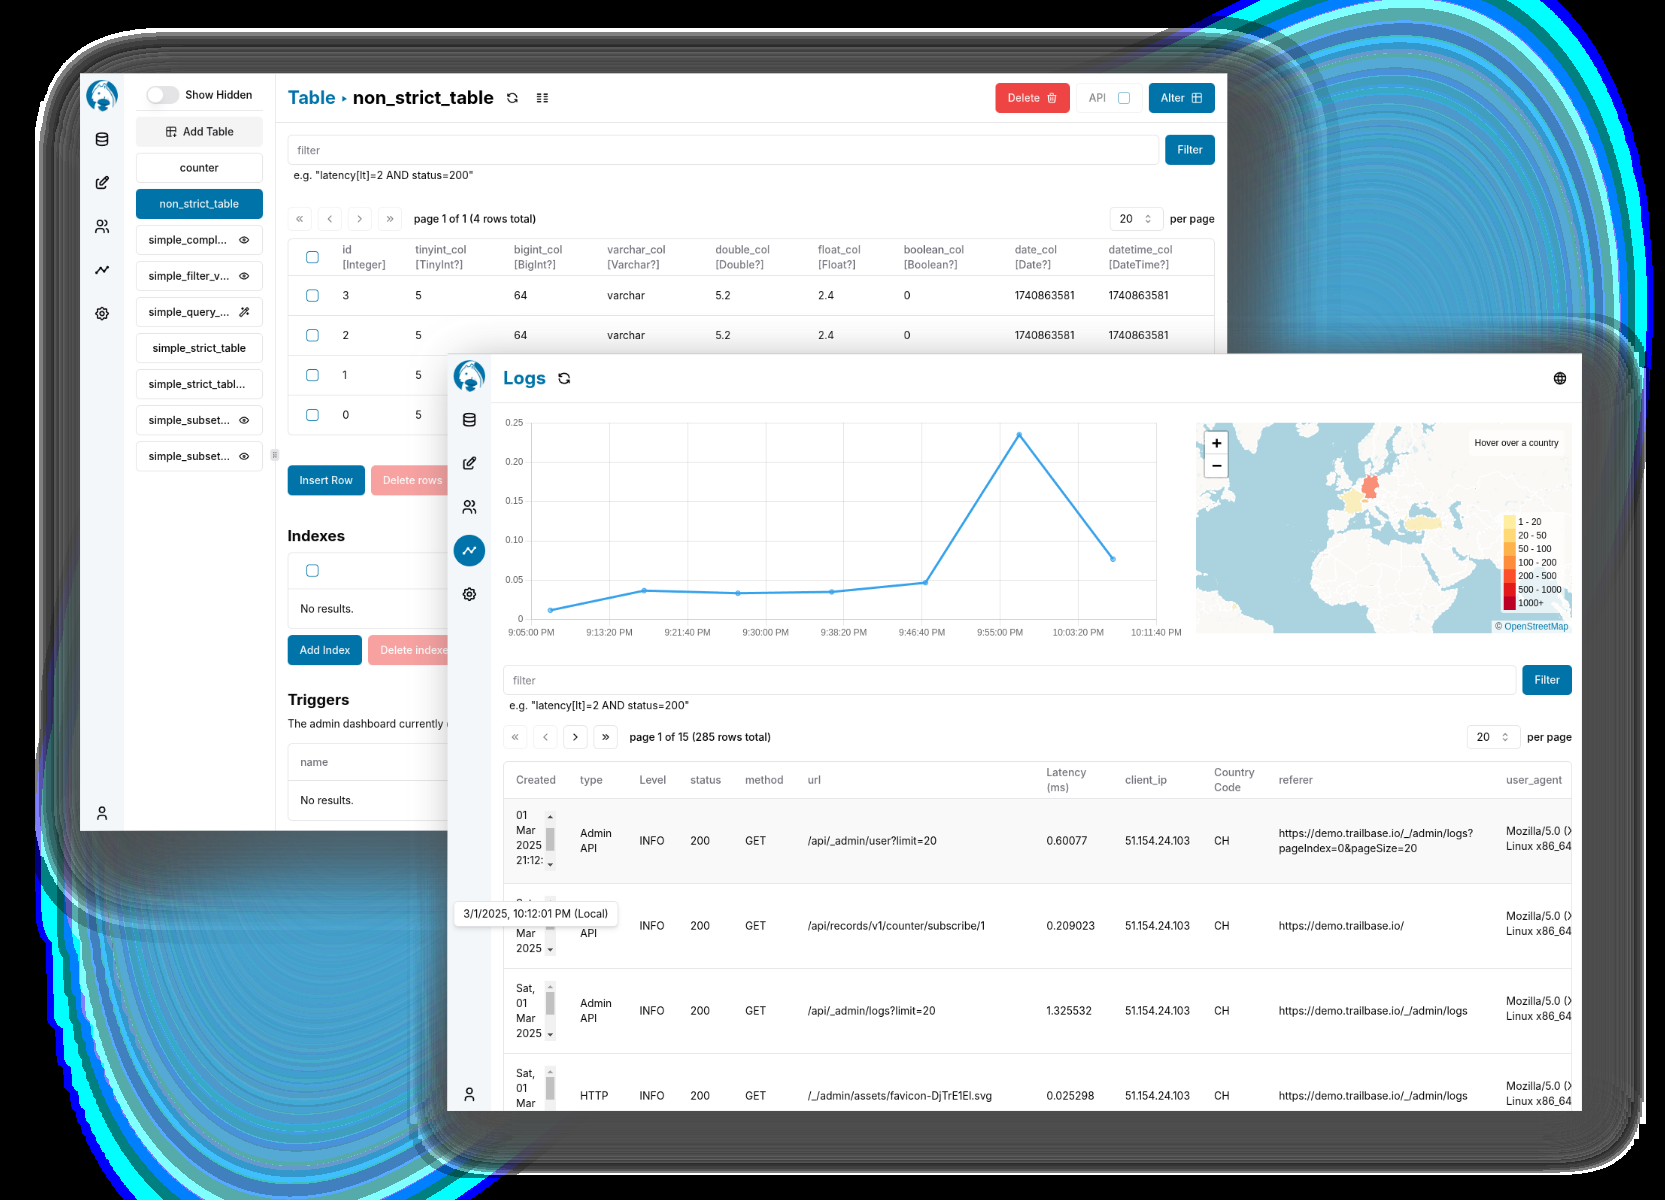 Show Hidden
Add Table
counter
non_strict_table
simple_compl...
simple_filter_v...
simple_query_...
simple_strict_table
simple_strict_tabl...
simple_subset...
simple_subset...
Table ▸ non_strict_table
Delete
API
Alter
filter
Filter
e.g. "latency[lt]=2 AND status=200"
« ‹ › » page 1 of 1 (4 rows total)
20 per page
id [Integer] tinyint_col [TinyInt?] bigint_col [BigInt?] varchar_col [Varchar?] double_col [Double?] float_col [Float?] boolean_col [Boolean?] date_col [Date?] datetime_col [DateTime?]
3 5 64 varchar 5.2 2.4 0 1740863581 1740863581
2 5 64 varchar 5.2 2.4 0 1740863581 1740863581
1 5
0 5
Insert Row
Delete rows
Indexes
No results.
Add Index
Delete indexe
Triggers
The admin dashboard currently
name
No results.
Logs
0.25
0.20
0.15
0.10
0.05
0
9:05:00 PM 9:13:20 PM 9:21:40 PM 9:30:00 PM 9:38:20 PM 9:46:40 PM 9:55:00 PM 10:03:20 PM 10:11:40 PM
+
−
Hover over a country
1 - 20
20 - 50
50 - 100
100 - 200
200 - 500
500 - 1000
1000+
© OpenStreetMap
filter
Filter
e.g. "latency[lt]=2 AND status=200"
« ‹ › » page 1 of 15 (285 rows total)
20 per page
Created type Level status method url Latency (ms) client_ip Country Code referer user_agent
01
Mar
2025
21:12:
Admin API INFO 200 GET /api/_admin/user?limit=20 0.60077 51.154.24.103 CH https://demo.trailbase.io/_/admin/logs?
pageIndex=0&pageSize=20
Mozilla/5.0 (X
Linux x86_64
3/1/2025, 10:12:01 PM (Local)
Mar
2025
API INFO 200 GET /api/records/v1/counter/subscribe/1 0.209023 51.154.24.103 CH https://demo.trailbase.io/
Mozilla/5.0 (X
Linux x86_64
Sat,
01
Mar
2025
Admin API INFO 200 GET /api/_admin/logs?limit=20 1.325532 51.154.24.103 CH https://demo.trailbase.io/_/admin/logs
Mozilla/5.0 (X
Linux x86_64
Sat,
01
Mar
HTTP INFO 200 GET /_/admin/assets/favicon-DjTrE1El.svg 0.025298 51.154.24.103 CH https://demo.trailbase.io/_/admin/logs
Mozilla/5.0 (X
Linux x86_64